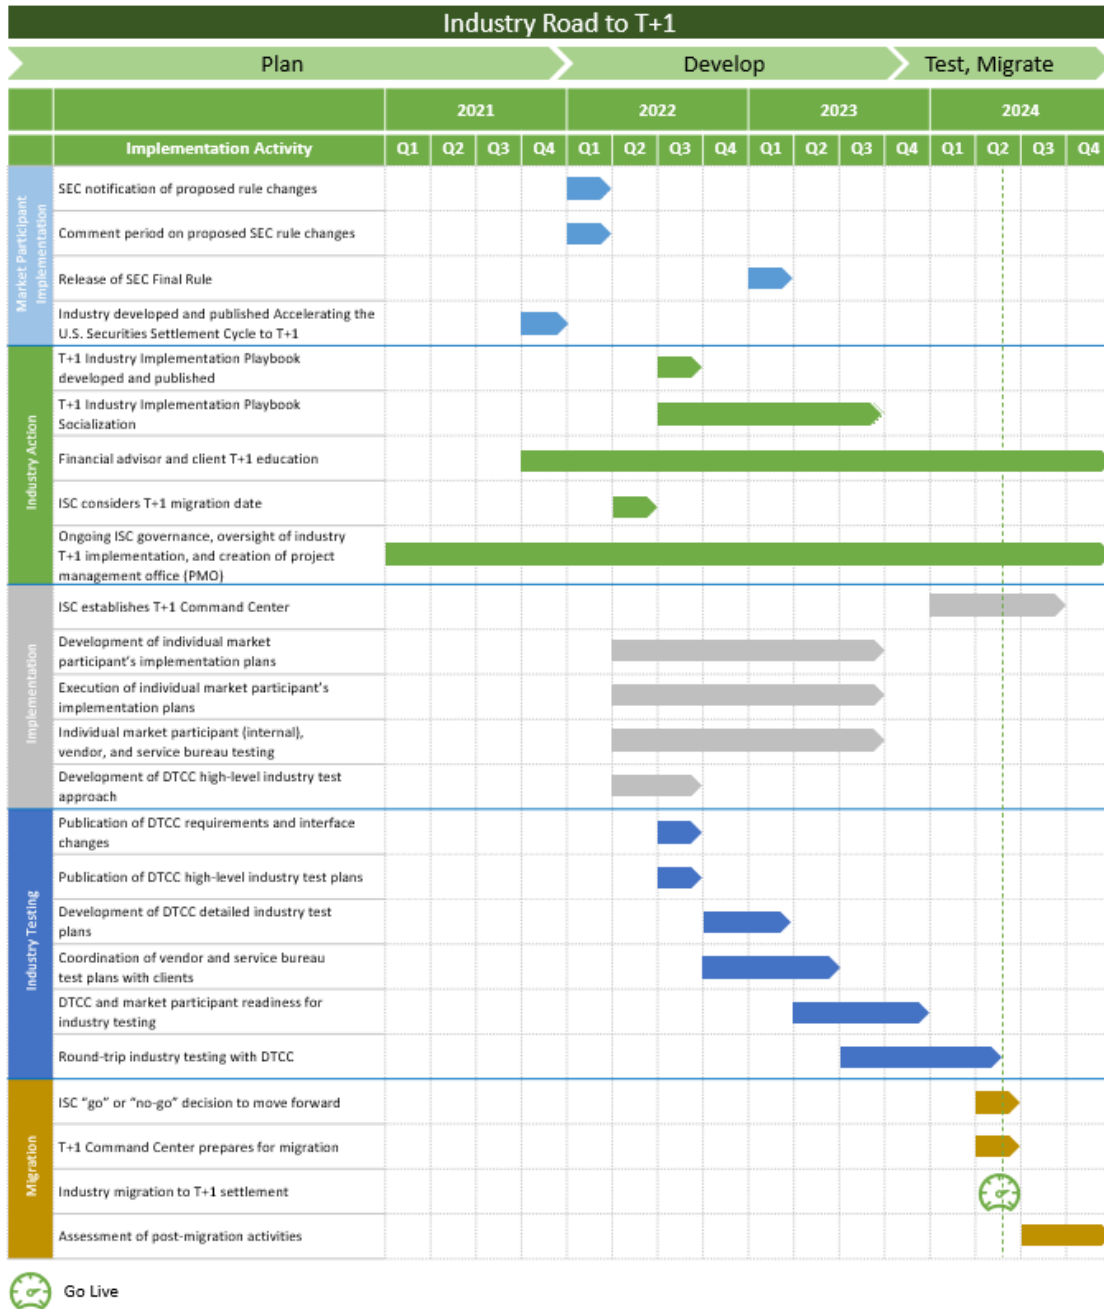 Industry Road to T+1
Plan
Develop
Test, Migrate
2021
2022
2023
2024
Implementation Activity
Q1 Q2 Q3 Q4 Q1 Q2 Q3 Q4 Q1 Q2 Q3 Q4 Q1 Q2 Q3 Q4
Market Participant
Implementation
SEC notification of proposed rule changes
Comment period on proposed SEC rule changes
Release of SEC Final Rule
Industry developed and published Accelerating the
U.S. Securities Settlement Cycle to T+1
Industry Action
T+1 Industry Implementation Playbook
developed and published
T+1 Industry Implementation Playbook
Socialization
Financial advisor and client T+1 education
ISC considers T+1 migration date
Ongoing ISC governance, oversight of industry
T+1 implementation, and creation of project
management office (PMO)
Implementation
ISC establishes T+1 Command Center
Development of individual market
participant's implementation plans
Execution of individual market participant's
implementation plans
Individual market participant (internal),
vendor, and service bureau testing
Development of DTCC high-level industry test
approach
Industry Testing
Publication of DTCC requirements and interface
changes
Publication of DTCC high-level industry test plans
Development of DTCC detailed industry test
plans
Coordination of vendor and service bureau
test plans with clients
DTCC and market participant readiness for
industry testing
Round-trip industry testing with DTCC
Migration
ISC "go" or "no-go" decision to move forward
T+1 Command Center prepares for migration
Industry migration to T+1 settlement
Assessment of post-migration activities
Go Live